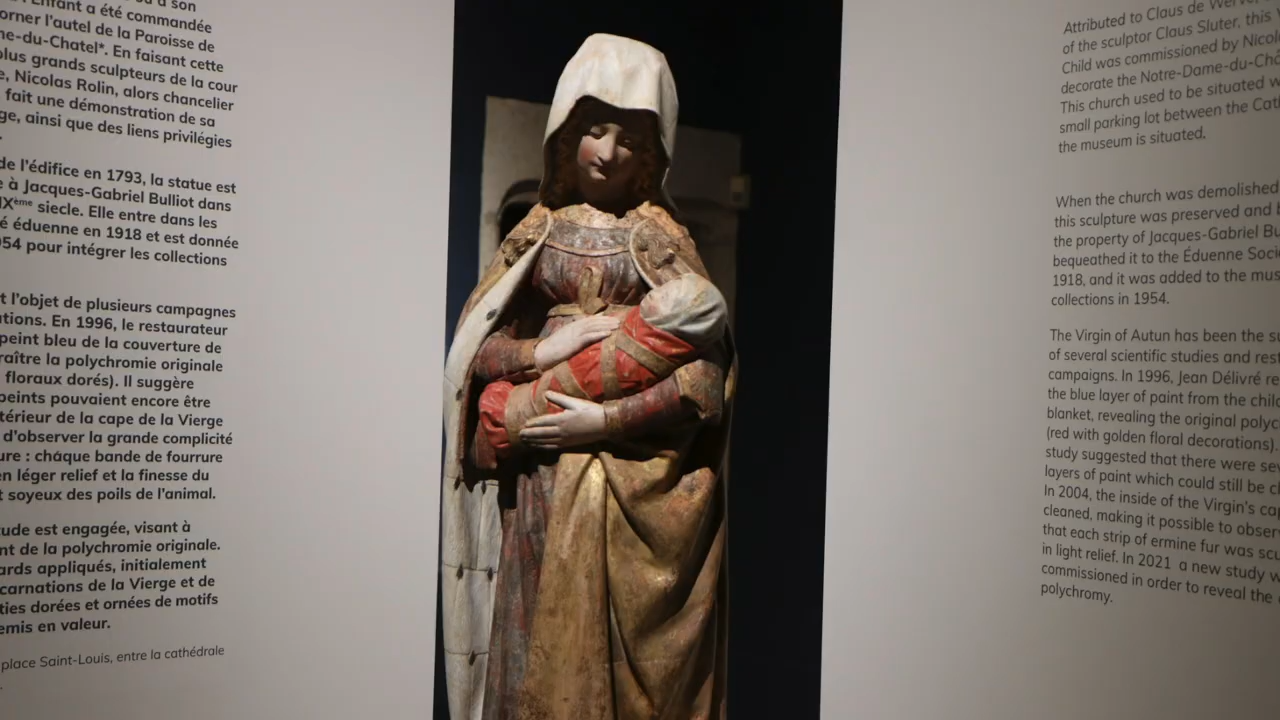 son
Enfant a été commandée
orner l'autel de la Paroisse de
me-du-Chatel*. En faisant cette
plus grands sculpteurs de la cour
e, Nicolas Rolin, alors chancelier
fait une démonstration de sa
ge, ainsi que des liens privilégies
de l'édifice en 1793, la statue est
e à Jacques-Gabriel Bulliot dans
IXème siecle. Elle entre dans les
é éduenne en 1918 et est donnée
954 pour intégrer les collections
t l'objet de plusieurs campagnes
ations. En 1996, le restaurateur
peint bleu de la couverture de
raître la polychromie originale
floraux dorés). Il suggère
peints pouvaient encore être
térieur de la cape de la Vierge
d'observer la grande complicité
ure : châque bande de fourrure
en léger relief et la finesse du
t soyeux des poils de l'animal.
tude est engagée, visant à
nt de la polychromie originale.
ards appliqués, initialement
carnations de la Vierge et de
ties dorées et ornées de motifs
emis en valeur.
place Saint-Louis, entre la cathédrale
Attributed to Claus de Werve,
of the sculptor Claus Sluter, this
Child was commissioned by Nicol
decorate the Notre-Dame-du-Châ
This church used to be situated w
small parking lot between the Cat
the museum is situated.
When the church was demolished
this sculpture was preserved and
the property of Jacques-Gabriel Bu
bequeathed it to the Éduenne Socie
1918, and it was added to the mus
collections in 1954.
The Virgin of Autun has been the su
of several scientific studies and rest
campaigns. In 1996, Jean Délivré re
the blue layer of paint from the chil
blanket, revealing the original polyc
(red with golden floral decorations).
study suggested that there were sev
layers of paint which could still be cl
In 2004, the inside of the Virgin's cap
cleaned, making it possible to obser
that each strip of ermine fur was scu
in light relief. In 2021 a new study w
commissioned in order to reveal the
polychromy.